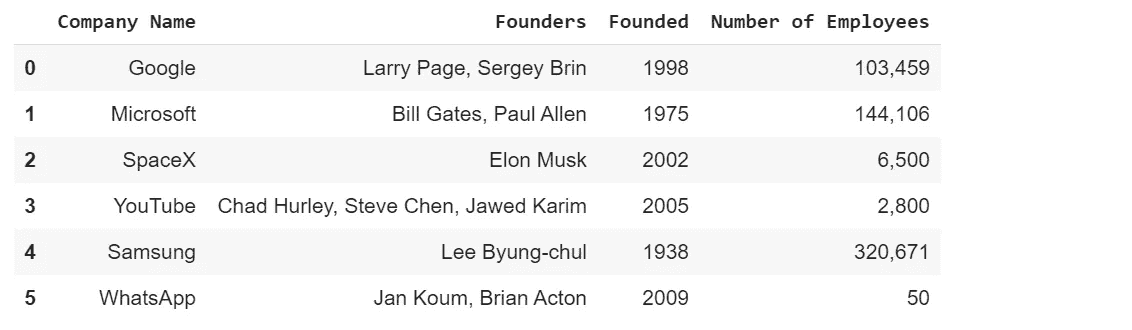 Company Name Founders Founded Number of Employees
0 Google Larry Page, Sergey Brin 1998 103,459
1 Microsoft Bill Gates, Paul Allen 1975 144,106
2 SpaceX Elon Musk 2002 6,500
3 YouTube Chad Hurley, Steve Chen, Jawed Karim 2005 2,800
4 Samsung Lee Byung-chul 1938 320,671
5 WhatsApp Jan Koum, Brian Acton 2009 50